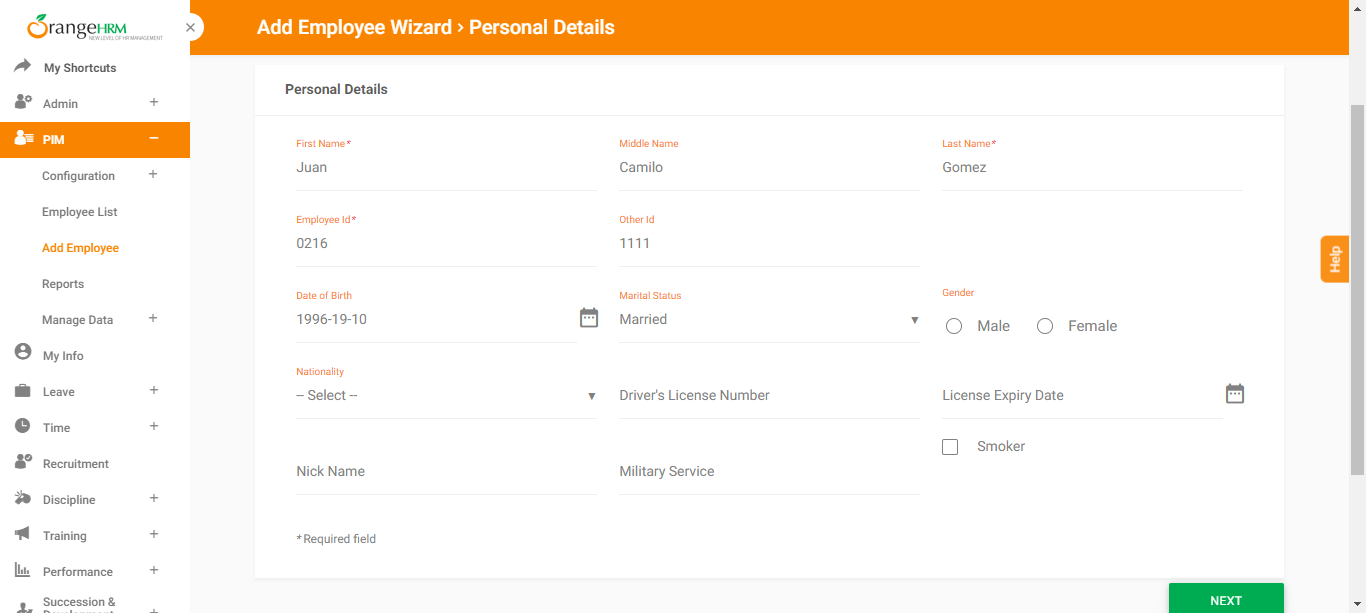 OrangeHRM
NEW LEVEL OF HR MANAGEMENT
My Shortcuts
Admin
PIM
Configuration
Employee List
Add Employee
Reports
Manage Data
My Info
Leave
Time
Recruitment
Discipline
Training
Performance
Succession &
Development
Add Employee Wizard › Personal Details
Personal Details
First Name* Middle Name Last Name*
Juan Camilo Gomez
Employee Id* Other Id
0216 1111
Date of Birth Marital Status Gender
1996-19-10 Married Male Female
Nationality
-- Select -- Driver's License Number License Expiry Date
Smoker
Nick Name Military Service
* Required field
NEXT
Help